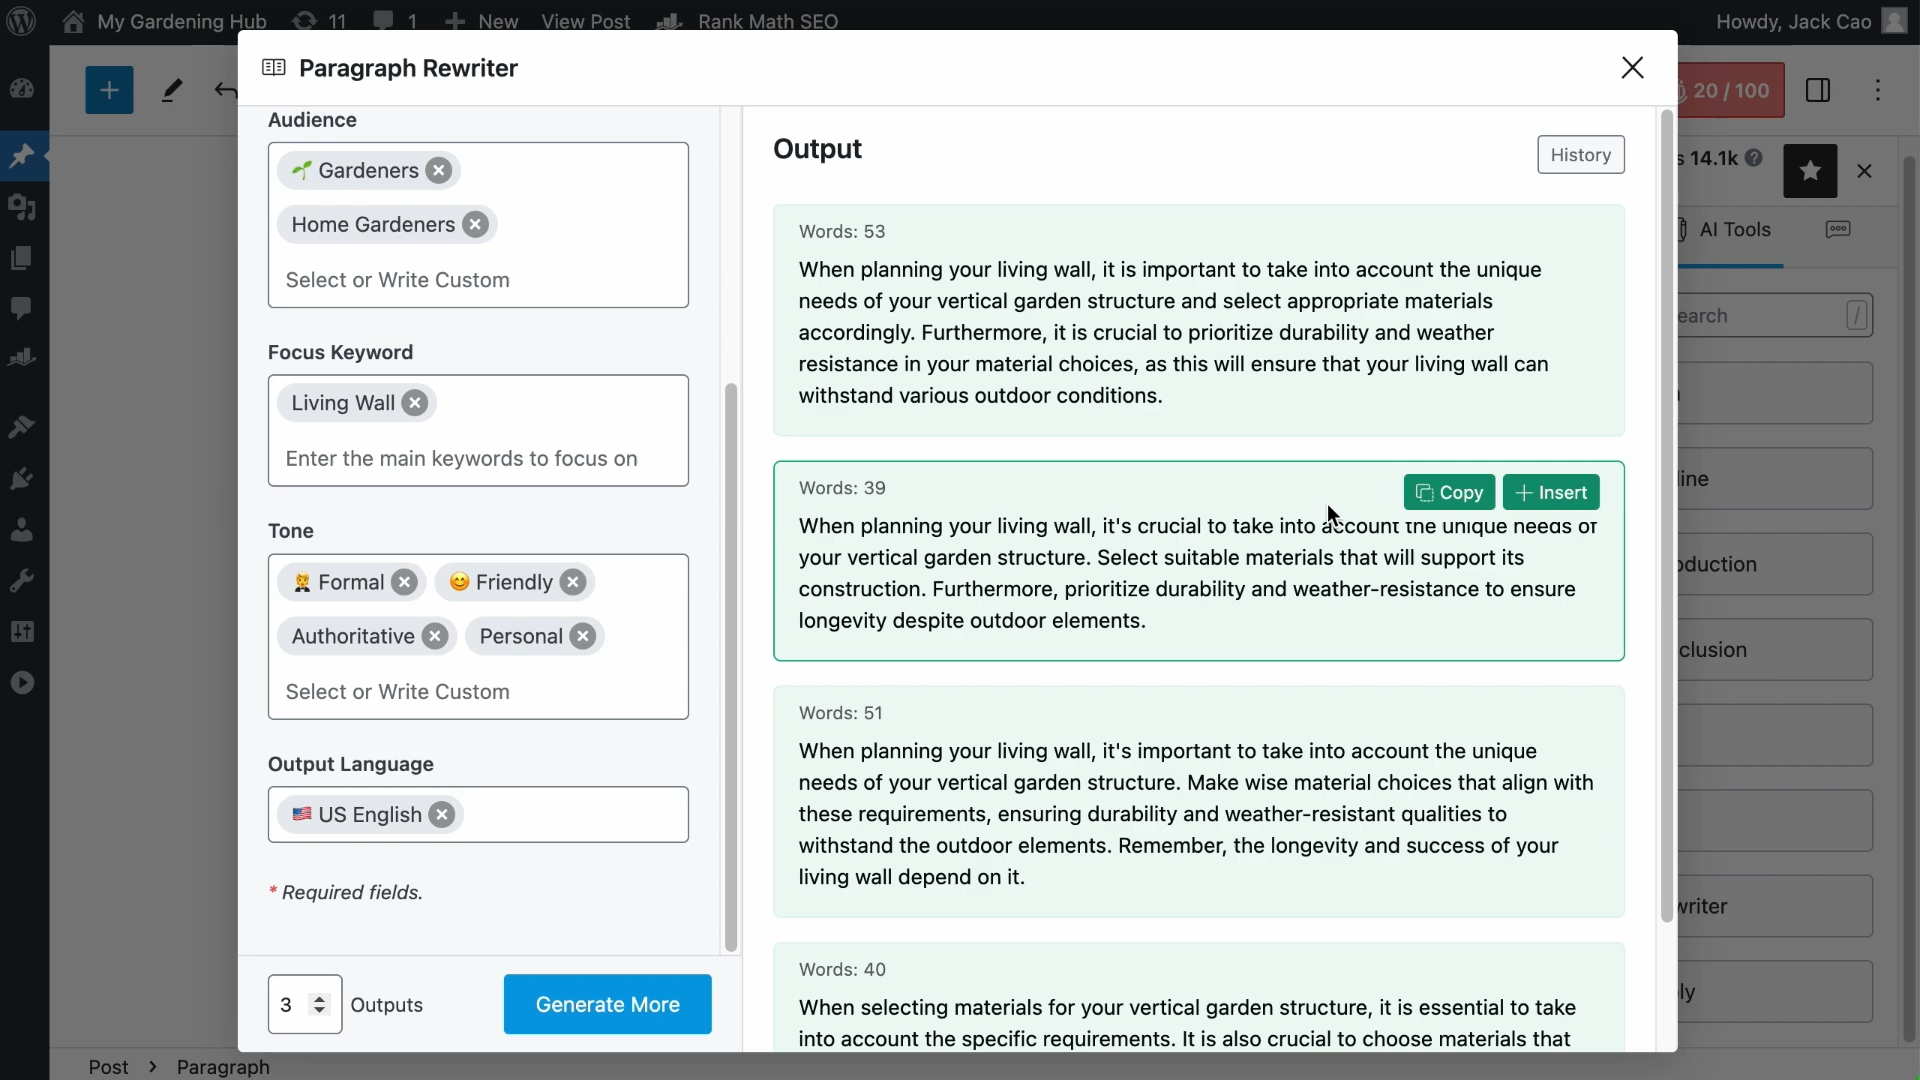 My Gardening Hub 11 1 New View Post Rank Math SEO Howdy, Jack Cao
Paragraph Rewriter
20 / 100
Audience
Gardeners
Home Gardeners
Select or Write Custom
Focus Keyword
Living Wall
Enter the main keywords to focus on
Tone
Formal Friendly
Authoritative Personal
Select or Write Custom
Output Language
US English
* Required fields.
3 Outputs Generate More
Output History
Words: 53
When planning your living wall, it is important to take into account the unique
needs of your vertical garden structure and select appropriate materials
accordingly. Furthermore, it is crucial to prioritize durability and weather
resistance in your material choices, as this will ensure that your living wall can
withstand various outdoor conditions.
Words: 39 Copy Insert
When planning your living wall, it's crucial to take into account the unique needs of
your vertical garden structure. Select suitable materials that will support its
construction. Furthermore, prioritize durability and weather-resistance to ensure
longevity despite outdoor elements.
Words: 51
When planning your living wall, it's important to take into account the unique
needs of your vertical garden structure. Make wise material choices that align with
these requirements, ensuring durability and weather-resistant qualities to
withstand the outdoor elements. Remember, the longevity and success of your
living wall depend on it.
Words: 40
When selecting materials for your vertical garden structure, it is essential to take
into account the specific requirements. It is also crucial to choose materials that
s 14.1k
AI Tools
earch /
ine
oduction
clusion
writer
ly
Post > Paragraph